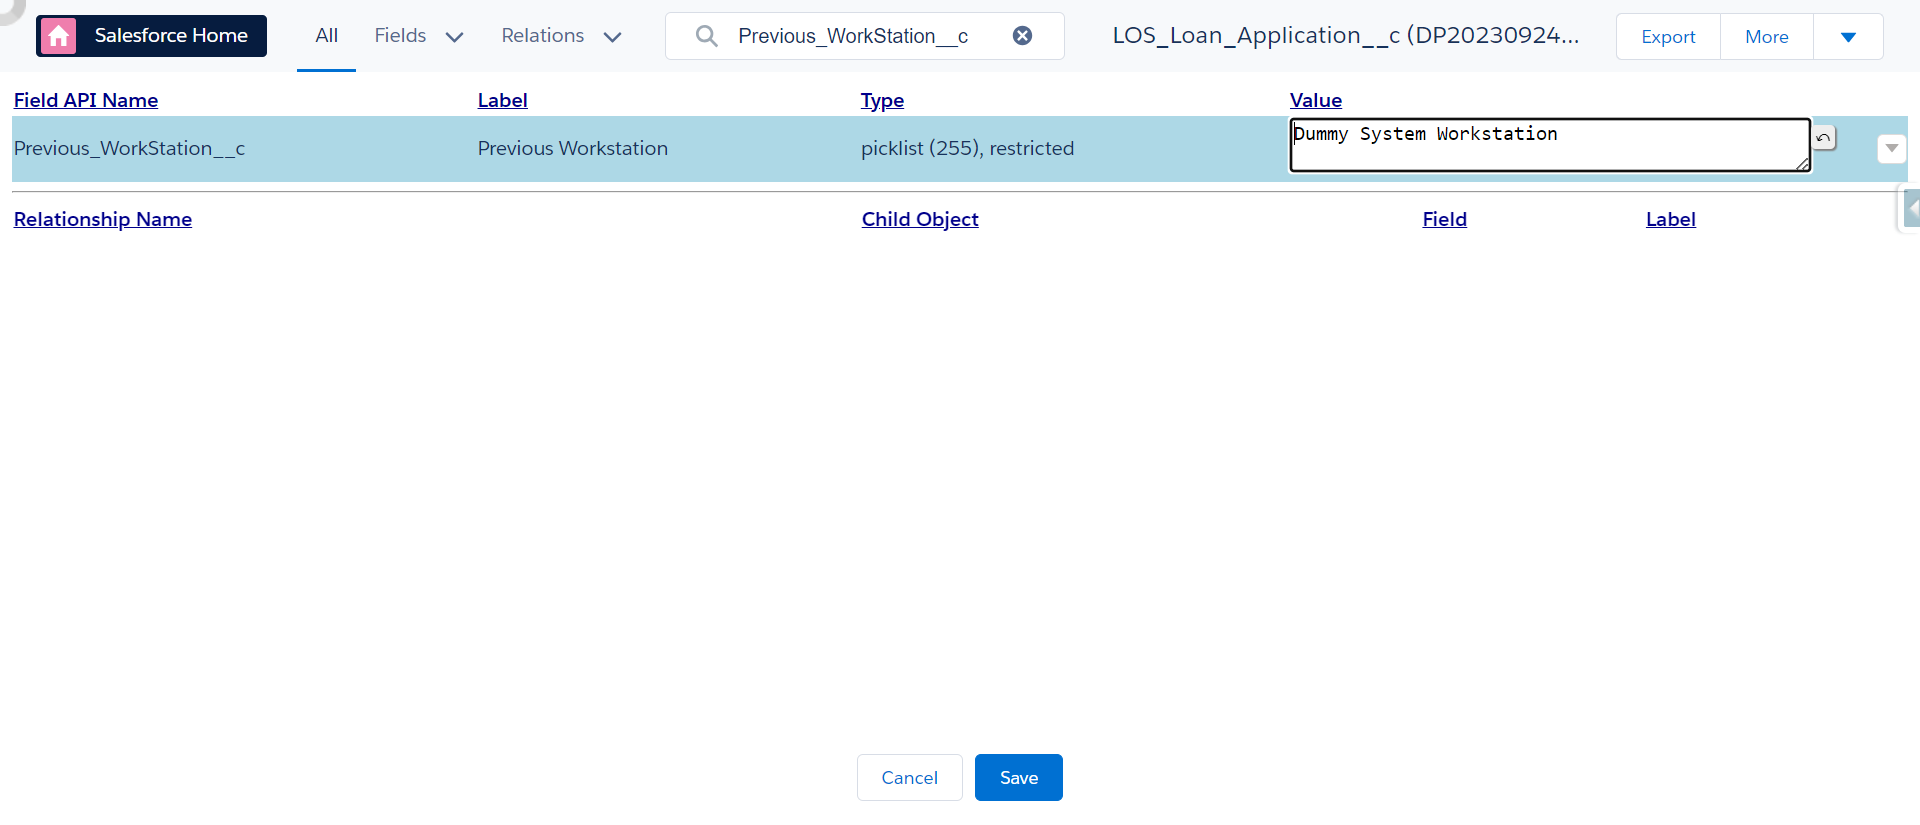 Salesforce Home All Fields Relations Previous_WorkStation__c LOS_Loan_Application__c (DP20230924... Export More
Field API Name Label Type Value
Previous_WorkStation__c Previous Workstation picklist (255), restricted Dummy System Workstation
Relationship Name Child Object Field Label
Cancel Save